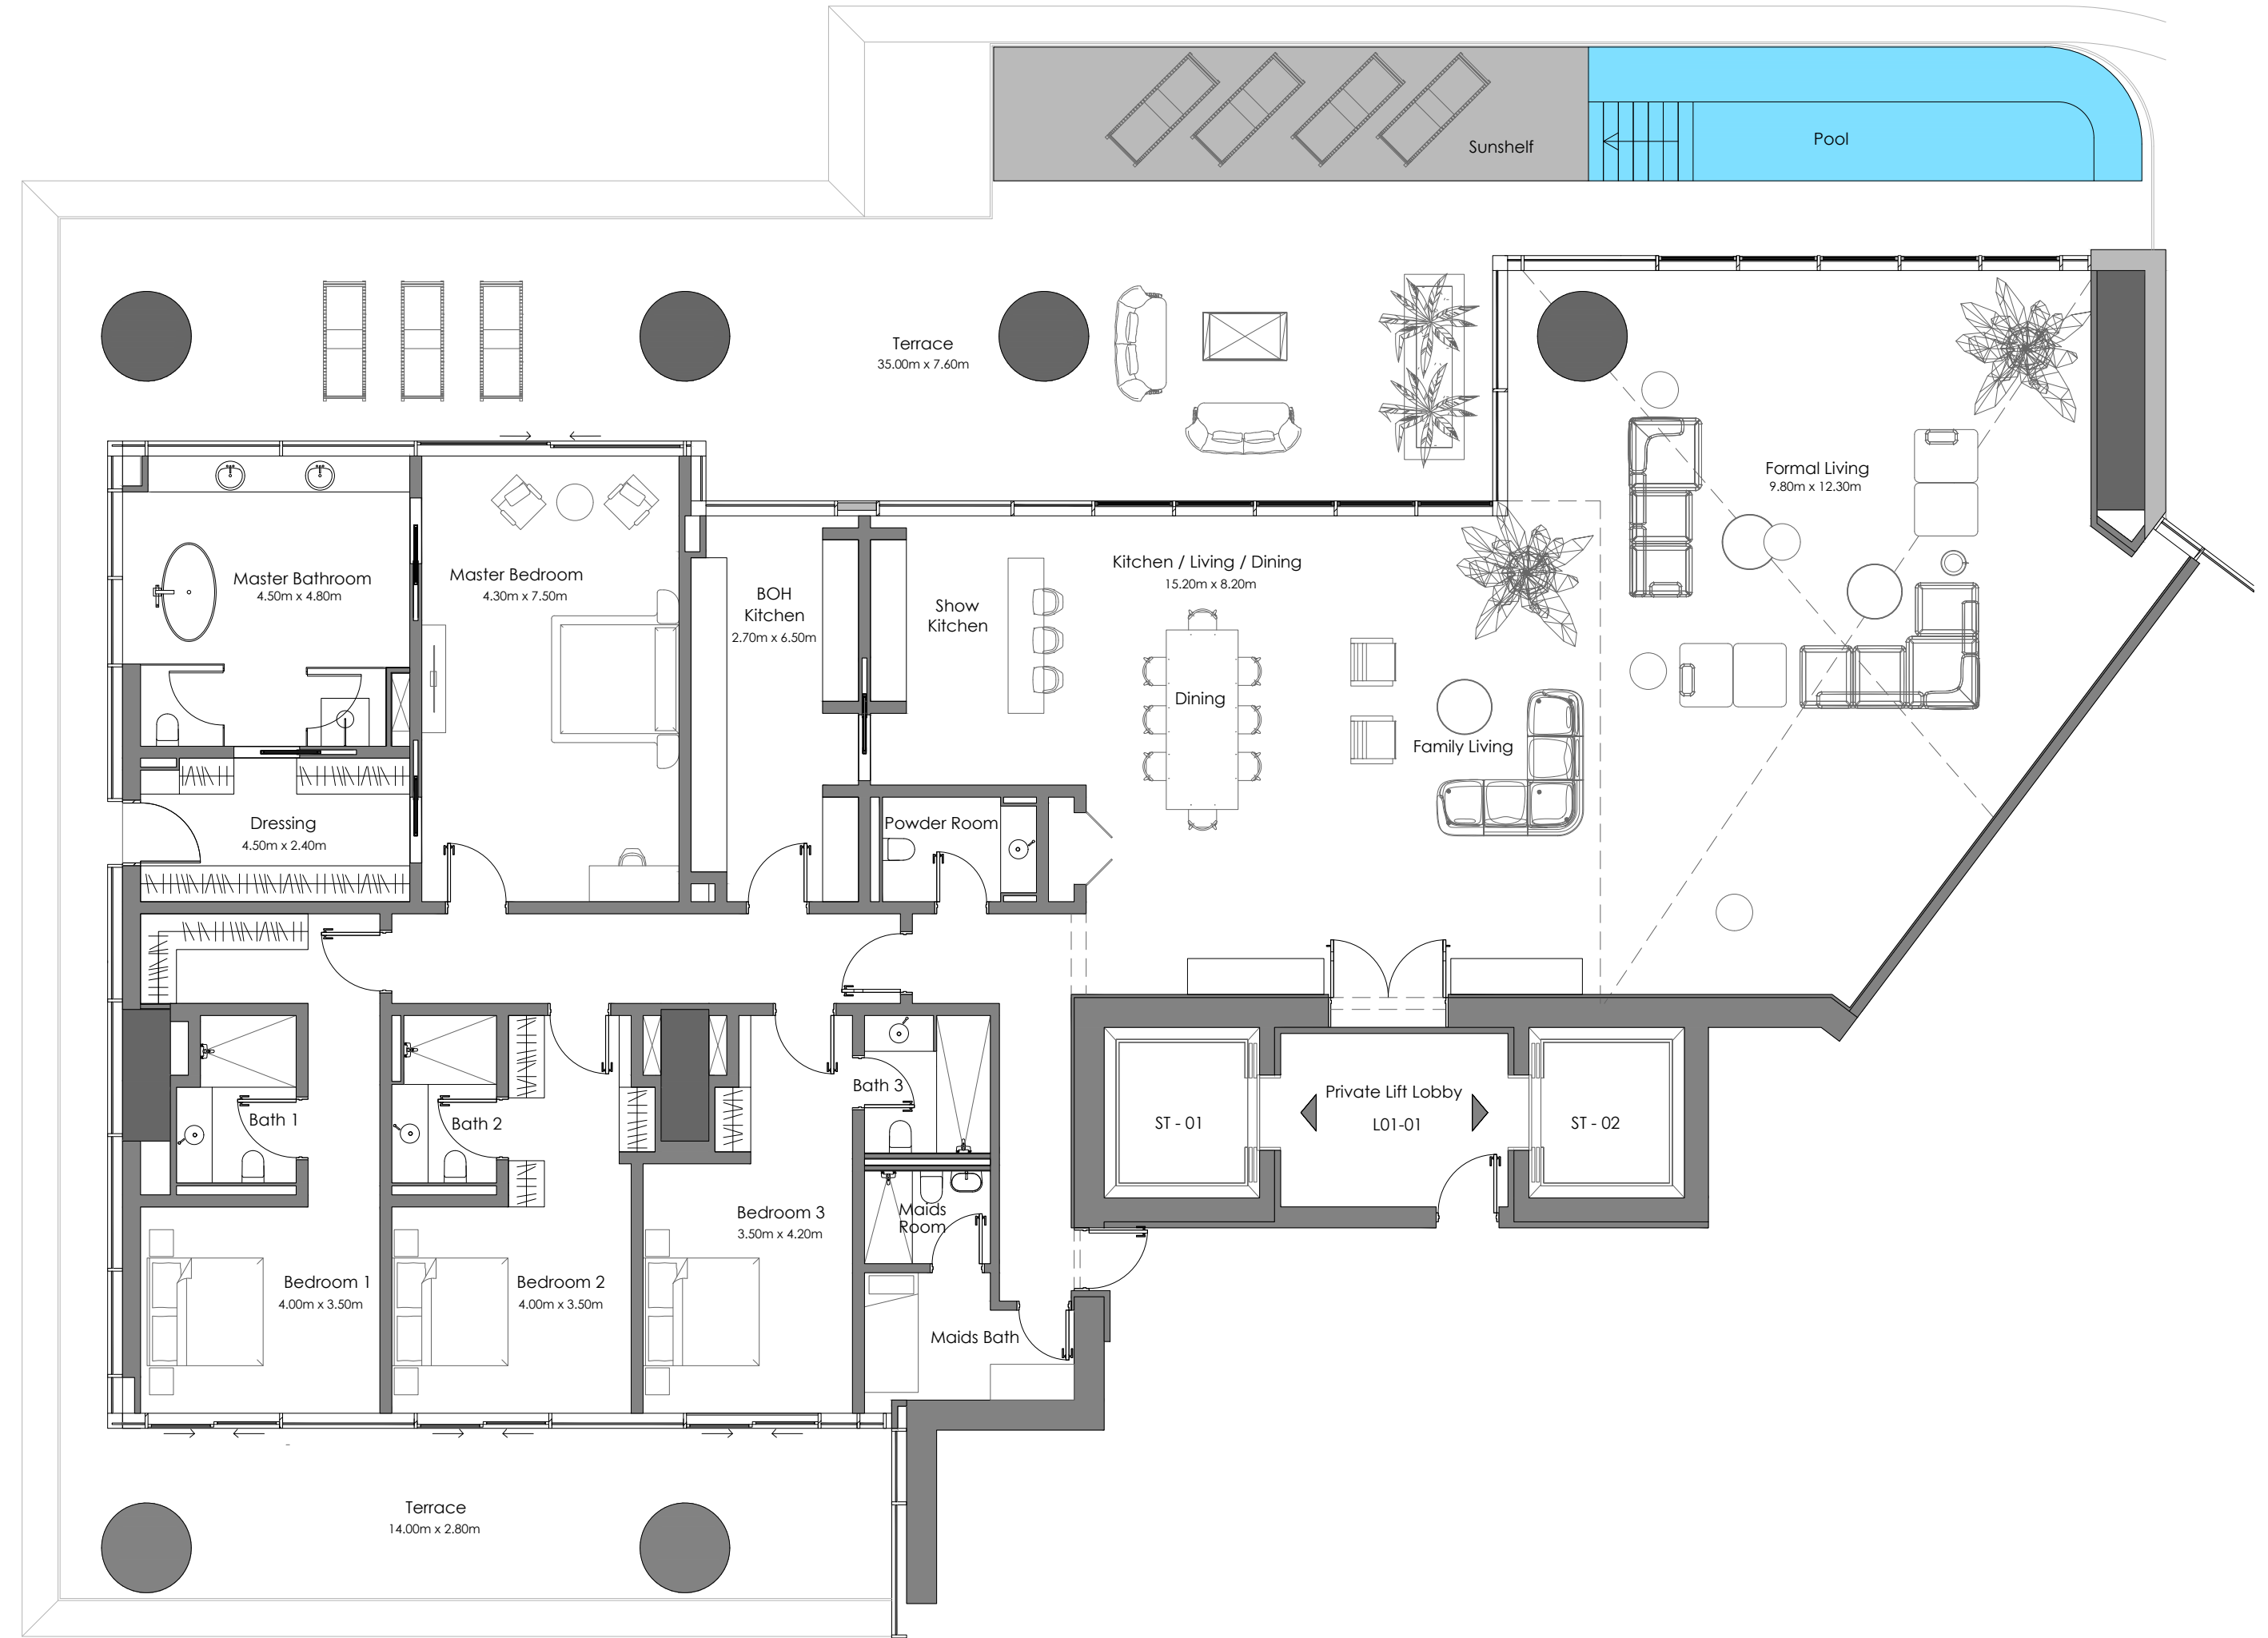 Sunshelf
Pool
Terrace
35.00m x 7.60m
Formal Living
9.80m x 12.30m
Master Bathroom
4.50m x 4.80m
Master Bedroom
4.30m x 7.50m
BOH
Kitchen
2.70m x 6.50m
Show
Kitchen
Kitchen / Living / Dining
15.20m x 8.20m
Dining
Family Living
Dressing
4.50m x 2.40m
Powder Room
Bath 1
Bath 2
Bath 3
Private Lift Lobby
L01-01
ST - 01
ST - 02
Maids
Room
Bedroom 3
3.50m x 4.20m
Bedroom 1
4.00m x 3.50m
Bedroom 2
4.00m x 3.50m
Maids Bath
Terrace
14.00m x 2.80m